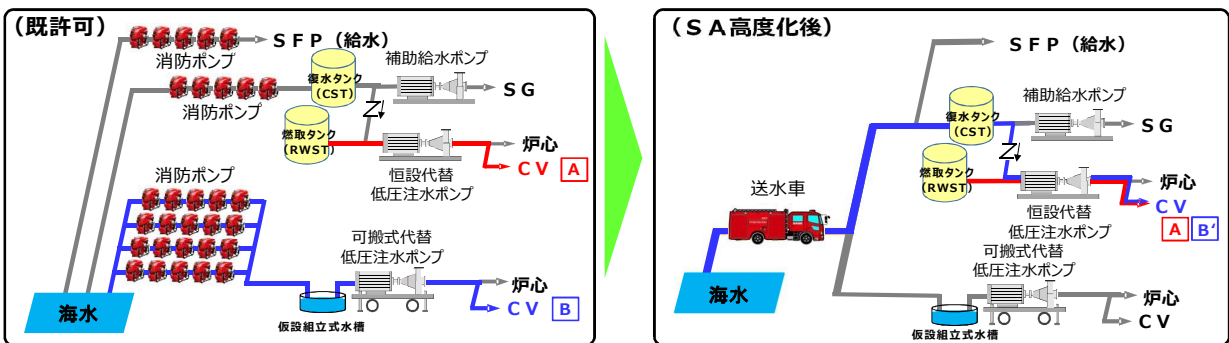 （既許可）
消防ポンプ
ＳＦＰ（給水）
消防ポンプ
復水タンク
（CST）
補助給水ポンプ
ＳＧ
燃取タンク
（RWST）
恒設代替
低圧注水ポンプ
炉心
ＣＶ A
消防ポンプ
海水
仮設組立式水槽
可搬式代替
低圧注水ポンプ
炉心
ＣＶ B
（ＳＡ高度化後）
ＳＦＰ（給水）
復水タンク
（CST）
補助給水ポンプ
ＳＧ
燃取タンク
（RWST）
恒設代替
低圧注水ポンプ
炉心
ＣＶ
A B‘
送水車
海水
可搬式代替
低圧注水ポンプ
仮設組立式水槽
炉心
ＣＶ